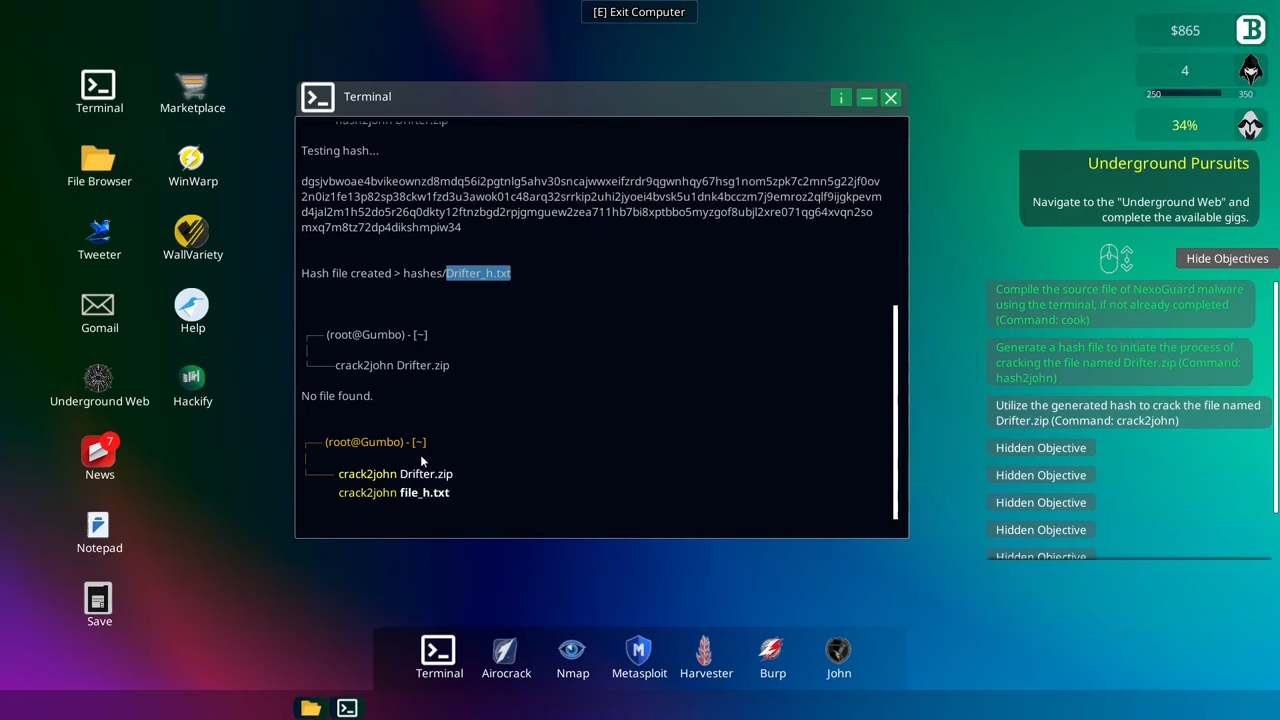 [E] Exit Computer
$865
B
4
250
350
34%
Underground Pursuits
Navigate to the "Underground Web" and
complete the available gigs.
Hide Objectives
Compile the source file of NexoGuard malware
using the terminal, if not already completed
(Command: cook)
Generate a hash file to initiate the process of
cracking the file named Drifter.zip (Command:
hash2john)
Utilize the generated hash to crack the file named
Drifter.zip (Command: crack2john)
Hidden Objective
Hidden Objective
Hidden Objective
Hidden Objective
Hidden Objective
Terminal
Marketplace
File Browser
WinWarp
Tweeter
WallVariety
Gomail
Help
Underground Web
Hackify
7
News
Notepad
Save
Terminal
i
hash2john Drifter.zip
Testing hash...
dgsjvbwoae4bvikeownzd8mdq56i2pgtnlg5ahv30sncajwwxeifzrdr9qgwnhqy67hsg1nom5zpk7c2mn5g22jf0ov
2n0iz1fe13p82sp38ckw1fzd3u3awok01c48arq32srrkip2uhi2jyoei4bvsk5u1dnk4bcczm7j9emroz2qlf9ijgkpevm
d4jal2m1h52do5r26q0dkty12ftnzbgd2rpjgmguew2zea711hb7bi8xptbbo5myzgof8ubjl2xre071qg64xvqn2so
mxq7m8tz72dp4dikshmpiw34
Hash file created > hashes/Drifter_h.txt
(root@Gumbo) - [~]
crack2john Drifter.zip
No file found.
(root@Gumbo) - [~]
crack2john Drifter.zip
crack2john file_h.txt
Terminal
Airocrack
Nmap
Metasploit
Harvester
Burp
John